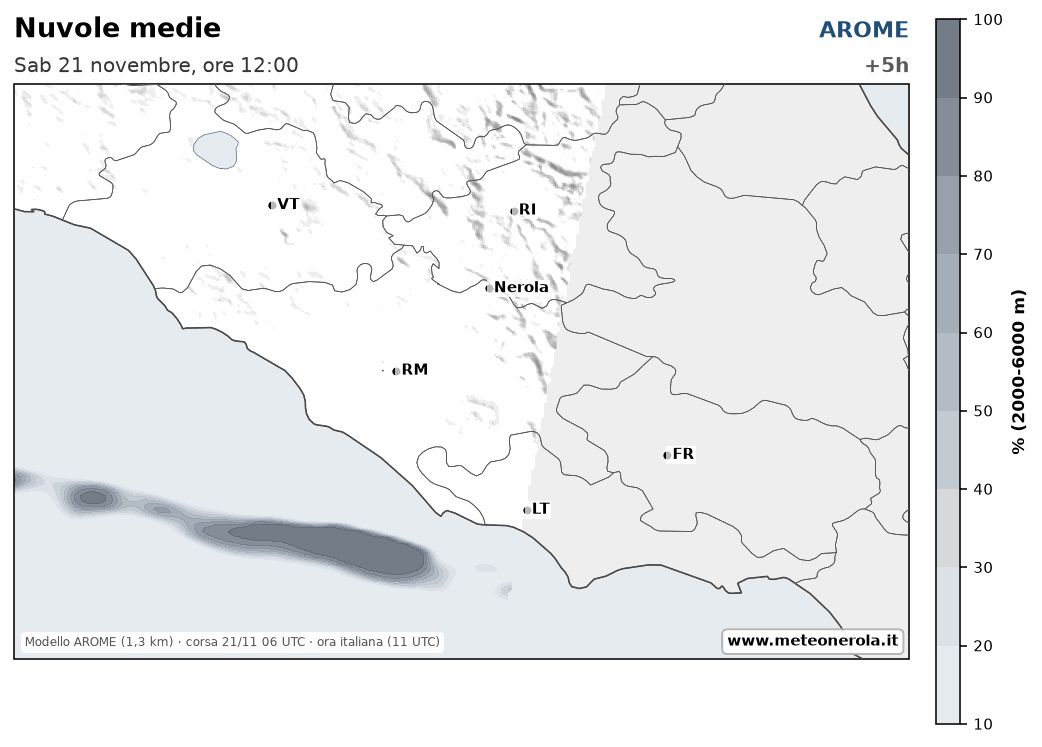 Nuvole medie
AROME
Sab 21 novembre, ore 12:00
+5h
VT
RI
Nerola
RM
FR
LT
Modello AROME (1,3 km) · corsa 21/11 06 UTC · ora italiana (11 UTC)
www.meteonerola.it
100
90
80
70
60
50
40
30
20
10
% (2000-6000 m)